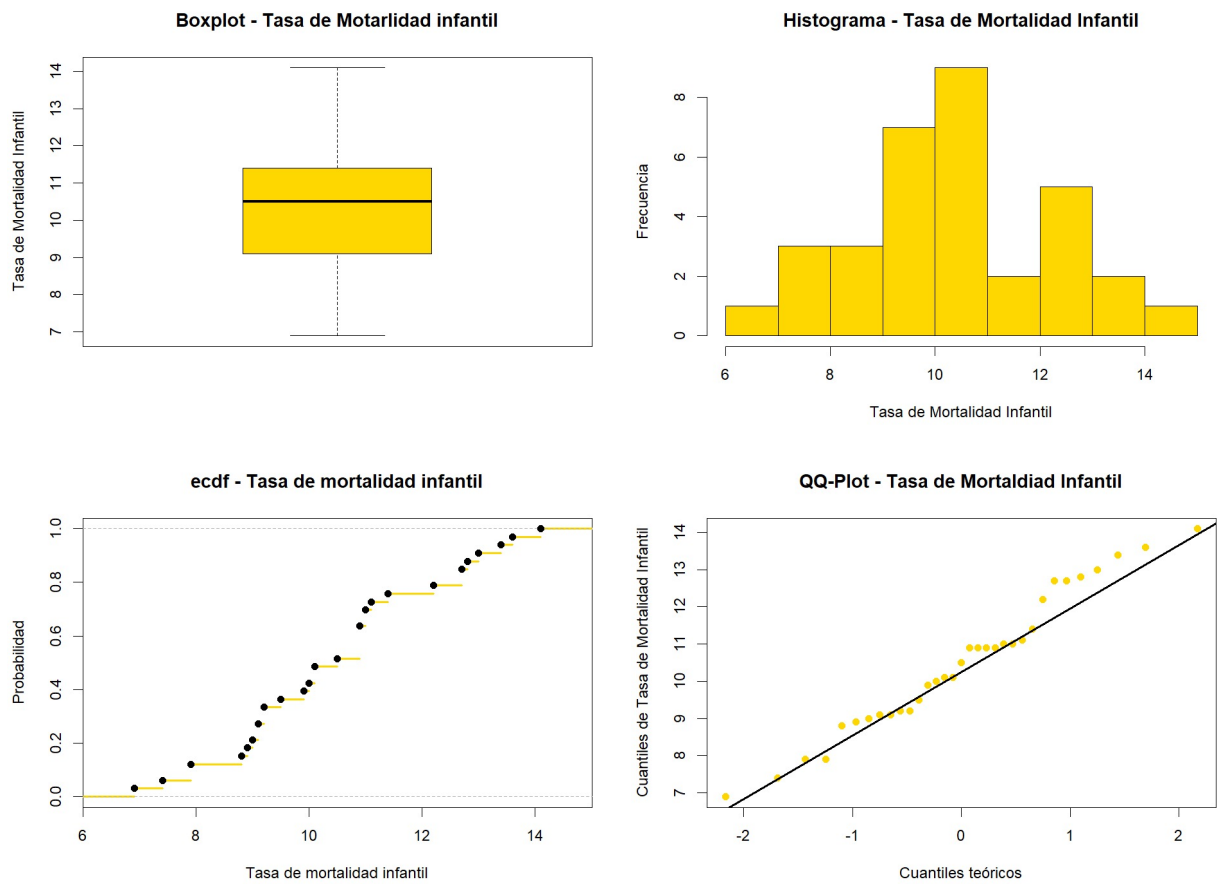 Boxplot - Tasa de Motarlidad infantil
Tasa de Mortalidad Infantil
14
13
12
11
10
9
8
7
Histograma - Tasa de Mortalidad Infantil
Frecuencia
8
6
4
2
0
6 8 10 12 14
Tasa de Mortalidad Infantil
ecdf - Tasa de mortalidad infantil
Probabilidad
1.0
0.8
0.6
0.4
0.2
0.0
6 8 10 12 14
Tasa de mortalidad infantil
QQ-Plot - Tasa de Mortaldiad Infantil
Cuantiles de Tasa de Mortalidad Infantil
14
13
12
11
10
9
8
7
-2 -1 0 1 2
Cuantiles teóricos